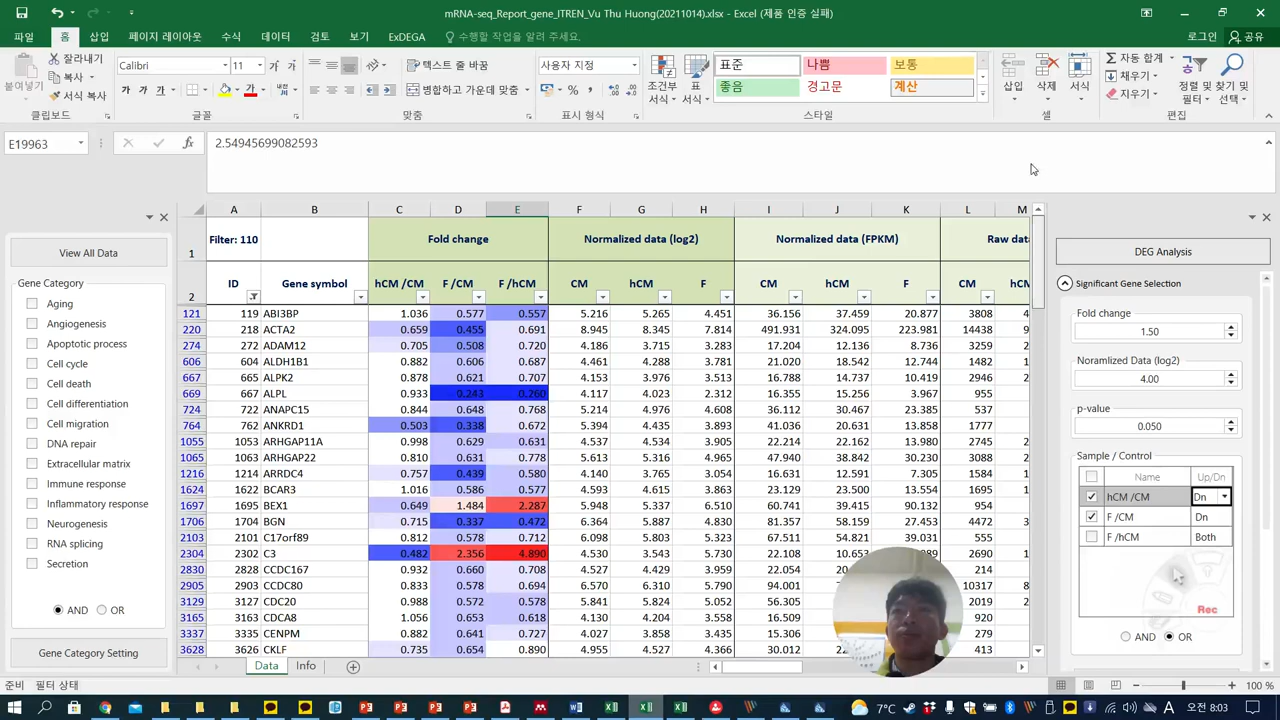 mRNA-seq_Report_gene_ITREN_Vu Thu Huong(20211014).xlsx - Excel (제품 인증 실패)
파일 홈 삽입 페이지 레이아웃 수식 데이터 검토 보기 ExDEGA 수행할 작업을 알려 주세요. 로그인 공유
잘라내기 Calibri 11 텍스트 줄 바꿈 사용자 지정 표준 나쁨 보통 자동 합계
복사 채우기
붙여넣기 서식 복사 가 가 가 가 병합하고 가운데 맞춤 조건부 서식 표 서식 좋음 경고문 계산 삽입 삭제 서식 지우기 정렬 및 필터 찾기 및 선택
클립보드 글꼴 맞춤 표시 형식 스타일 셀 편집
E19963 fx 2.54945699082593
A B C D E F G H I J K L M
1 Filter: 110 Fold change Normalized data (log2) Normalized data (FPKM) Raw data
2 ID Gene symbol hCM /CM F /CM F /hCM CM hCM F CM hCM F CM hCM
121 119 ABI3BP 1.036 0.577 0.557 5.216 5.265 4.451 36.156 37.459 20.877 3808
220 218 ACTA2 0.659 0.455 0.691 8.945 8.345 7.814 491.931 324.095 223.981 14438
274 272 ADAM12 0.705 0.508 0.720 4.286 3.715 3.283 17.204 12.136 8.736 3259
606 604 ALDH1B1 0.882 0.606 0.687 4.461 4.288 3.781 21.020 18.542 12.744 1482
667 665 ALPK2 0.878 0.621 0.707 4.153 3.976 3.513 16.788 14.737 10.419 2946
669 667 ALPL 0.933 0.243 0.260 4.117 4.023 2.312 16.355 15.256 3.967 955
724 722 ANAPC15 0.844 0.648 0.768 5.214 4.976 4.608 36.112 30.467 23.385 718
764 762 ANKRD1 0.503 0.338 0.672 5.394 4.435 3.893 41.036 20.631 13.858 1777
1055 1053 ARHGAP11A 0.998 0.629 0.631 4.537 4.534 3.905 22.214 22.162 13.980 2745
1065 1063 ARHGAP22 0.810 0.631 0.778 5.613 5.316 4.965 47.940 38.842 30.230 3088
1216 1214 ARRDC4 0.757 0.439 0.580 4.140 3.765 3.054 16.631 12.591 7.305 1584
1624 1622 BCAR3 1.016 0.586 0.577 4.593 4.615 3.863 23.129 23.500 13.554 1695
1697 1695 BEX1 0.649 1.484 2.287 5.948 5.337 6.510 60.741 39.415 90.132 953
1706 1704 BGN 0.715 0.337 0.472 6.364 5.887 4.830 81.357 58.159 27.453 4472
2103 2101 C17orf89 0.812 0.578 0.712 6.098 5.803 5.343 67.511 54.821 39.031 555
2304 2302 C3 0.482 2.356 4.890 4.530 3.543 5.730 22.108 10.653 2690
2830 2828 CCDC167 0.932 0.660 0.708 4.527 4.429 3.959 22.054 214
2905 2903 CCDC80 0.833 0.578 0.694 6.570 6.310 5.790 94.001 10317
3129 3127 CDC20 0.988 0.572 0.578 5.841 5.824 5.052 56.305 2019
3165 3163 CDCA8 1.056 0.653 0.618 4.130 4.204 3.554 16.509 920
3337 3335 CENPM 0.882 0.641 0.727 4.027 3.858 3.435 15.306 279
3628 3626 CKLF 0.735 0.654 0.890 4.955 4.527 4.366 30.012 413
View All Data
Gene Category
Aging
Angiogenesis
Apoptotic process
Cell cycle
Cell death
Cell differentiation
Cell migration
DNA repair
Extracellular matrix
Immune response
Inflammatory response
Neurogenesis
RNA splicing
Secretion
AND OR
Gene Category Setting
DEG Analysis
Significant Gene Selection
Fold change
1.50
Noramlized Data (log2)
4.00
p-value
0.050
Sample / Control
Name Up/Dn
hCM /CM Dn
F /CM Dn
F /hCM Both
Rec
AND OR
Data Info
준비 필터 상태 100 %
7°C A 오전 8:03